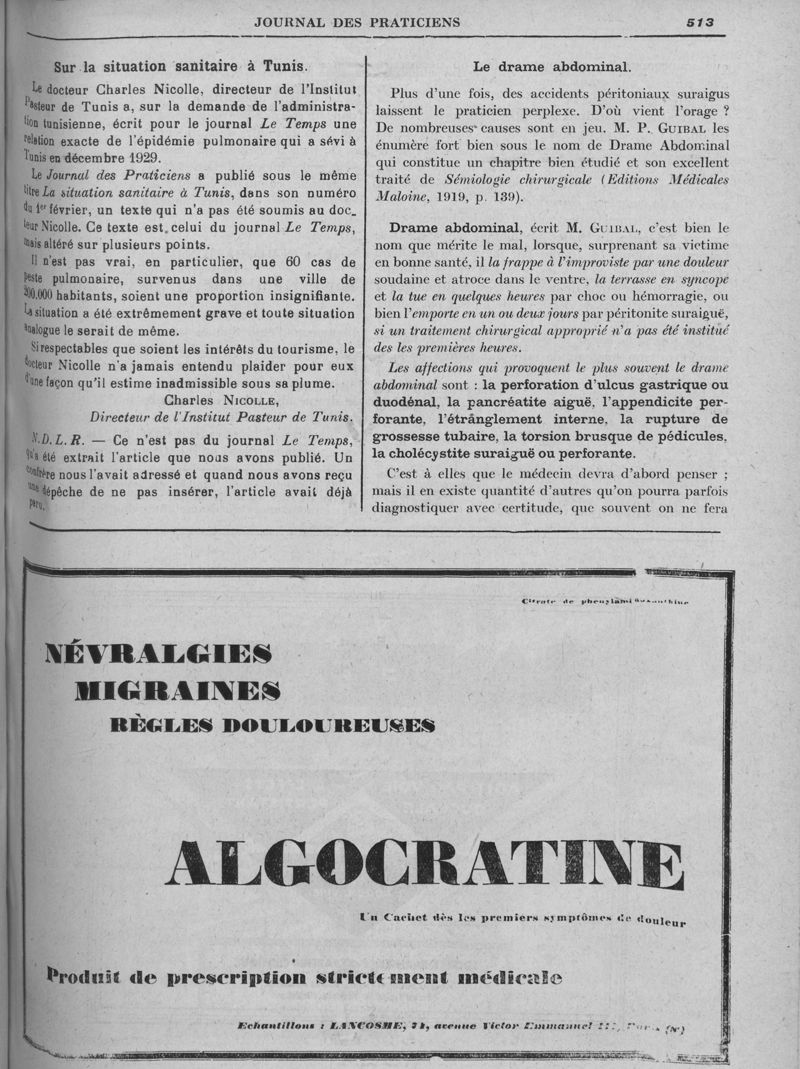 JOURNAL DES PRATICIENS
513
Sur la situation sanitaire à Tunis.
Le docteur Charles Nicolle, directeur de l'Institut
Pasteur de Tunis a, sur la demande de l'administra-
tion tunisienne, écrit pour le journal Le Temps une
relation exacte de l'épidémie pulmonaire qui a sévi à
Tunis en décembre 1929.
Le Journal des Praticiens a publié sous le même
titre La situation sanitaire à Tunis, dans son numéro
du 1er février, un texte qui n'a pas été soumis au doc-
teur Nicolle. Ce texte est celui du journal Le Temps,
mais altéré sur plusieurs points.
Il n'est pas vrai, en particulier, que 60 cas de
peste pulmonaire, survenus dans une ville de
200.000 habitants, soient une proportion insignifiante.
La situation a été extrêmement grave et toute situation
analogue le serait de même.
Si respectables que soient les intérêts du tourisme, le
docteur Nicolle n'a jamais entendu plaider pour eux
d'une façon qu'il estime inadmissible sous sa plume.
Charles NICOLLE,
Directeur de l'Institut Pasteur de Tunis.
N.D.L.R. — Ce n'est pas du journal Le Temps,
qu'a été extrait l'article que nous avons publié. Un
confrère nous l'avait adressé et quand nous avons reçu
une dépêche de ne pas insérer, l'article avait déjà
paru.
Le drame abdominal.
Plus d'une fois, des accidents péritoniaux suraigus
laissent le praticien perplexe. D'où vient l'orage ?
De nombreuses causes sont en jeu. M. P. GUIBAL les
énumère fort bien sous le nom de Drame Abdominal
qui constitue un chapitre bien étudié et son excellent
traité de Sémiologie chirurgicale (Editions Médicales
Maloine, 1919, p. 139).
Drame abdominal, écrit M. GUIBAL, c'est bien le
nom que mérite le mal, lorsque, surprenant sa victime
en bonne santé, il la frappe à l'improviste par une douleur
soudaine et atroce dans le ventre, la terrasse en syncope
et la tue en quelques heures par choc ou hémorragie, ou
bien l'emporte en un ou deux jours par péritonite suraiguë,
si un traitement chirurgical approprié n'a pas été institué
des les premières heures.
Les affections qui provoquent le plus souvent le drame
abdominal sont : la perforation d'ulcus gastrique ou
duodénal, la pancréatite aiguë, l'appendicite per-
forante, l'étrânglement interne, la rupture de
grossesse tubaire, la torsion brusque de pédicules,
la cholécystite suraiguë ou perforante.
C'est à elles que le médecin devra d'abord penser ;
mais il en existe quantité d'autres qu'on pourra parfois
diagnostiquer avec certitude, que souvent on ne fera
Citrate de
NÉVRALGIES
MIGRAINES
RÈGLES DOULOUREUSES
ALGOCRATINE
Un Cachet dès les premiers symptômes de douleur
Produit de prescription strictement médicale
Echantillons : LANCOSME, 71, avenue Victor Emmanuel III,